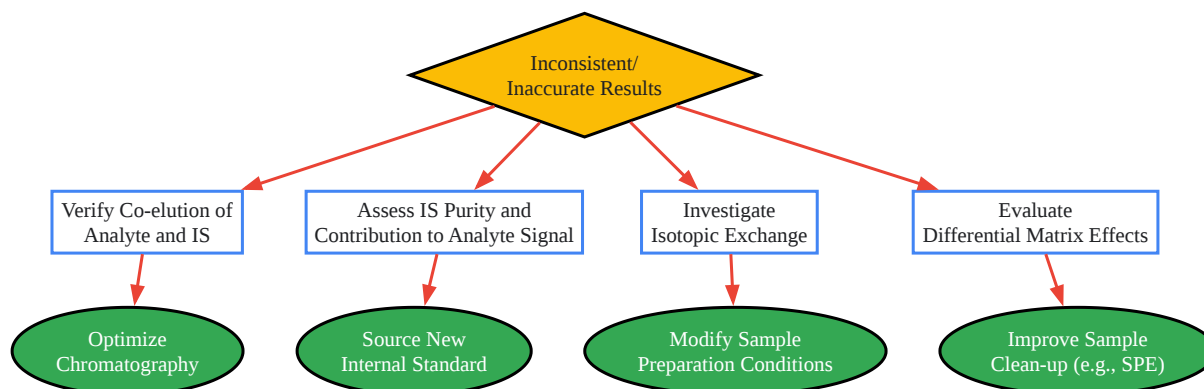 Inconsistent/
Inaccurate Results
Verify Co-elution of
Analyte and IS
Assess IS Purity and
Contribution to Analyte Signal
Investigate
Isotopic Exchange
Evaluate
Differential Matrix Effects
Optimize
Chromatography
Source New
Internal Standard
Modify Sample
Preparation Conditions
Improve Sample
Clean-up (e.g., SPE)